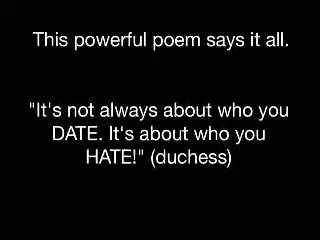 This powerful poem says it all.
"It's not always about who you
DATE. It's about who you
HATE!" (duchess)